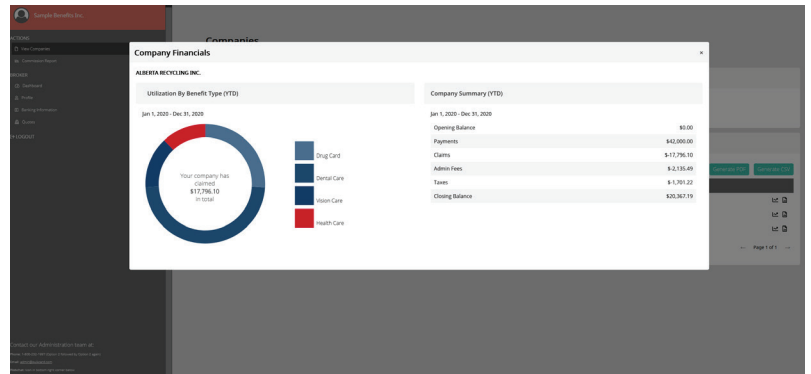 Sample Benefits Inc.
ACTIONS
View Companies
Commission Report
BROKER
Dashboard
Profile
Banking Information
Quotes
LOGOUT
Companies
Company Financials
×
ALBERTA RECYCLING INC.
Utilization By Benefit Type (YTD)
Jan 1, 2020 - Dec 31, 2020
Your company has
claimed
$17,796.10
in total
Drug Card
Dental Care
Vision Care
Health Care
Company Summary (YTD)
Jan 1, 2020 - Dec 31, 2020
Opening Balance $0.00
Payments $42,000.00
Claims $-17,796.10
Admin Fees $-2,135.49
Taxes $-1,701.22
Closing Balance $20,367.19
Generate PDF Generate CSV
Page 1 of 1
Contact our Administration team at: